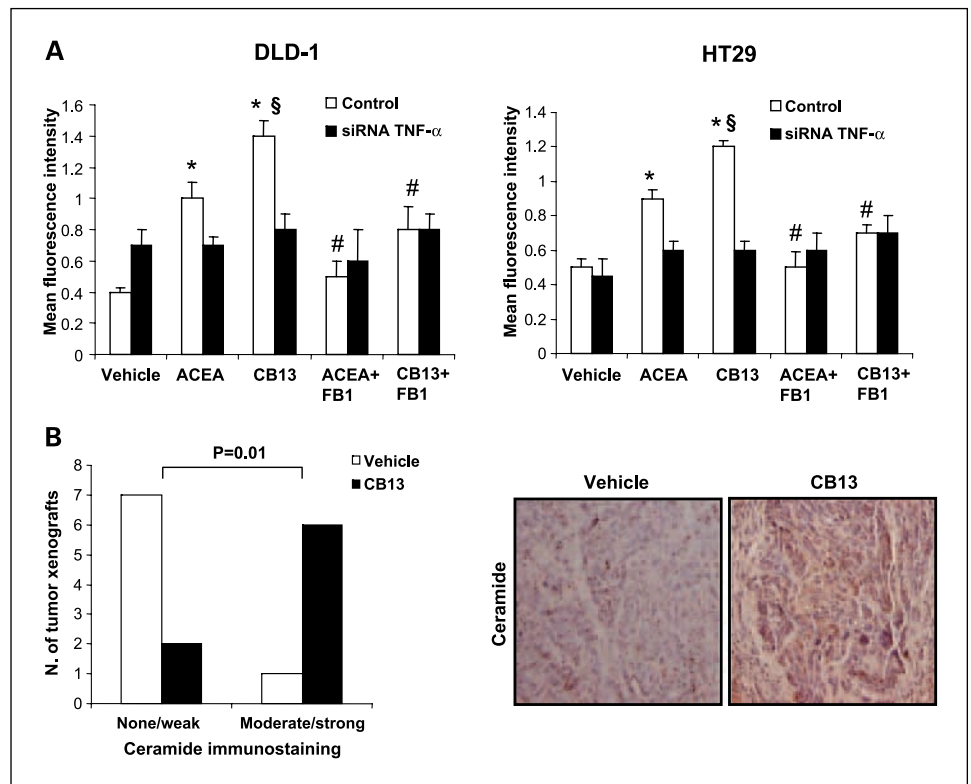 A
DLD-1
Mean fluorescence intensity
1.6
1.4
1.2
1
0.8
0.6
0.4
0.2
0
Control
siRNA TNF-α
*
* §
#
#
Vehicle
ACEA
CB13
ACEA+
FB1
CB13+
FB1
HT29
Mean fluorescence intensity
1.4
1.2
1
0.8
0.6
0.4
0.2
0
Control
siRNA TNF-α
*
* §
#
#
Vehicle
ACEA
CB13
ACEA+
FB1
CB13+
FB1
B
P=0.01
Vehicle
CB13
N. of tumor xenografts
8
7
6
5
4
3
2
1
0
None/weak
Moderate/strong
Ceramide immunostaining
Vehicle
CB13
Ceramide